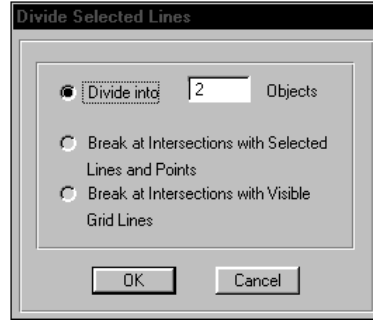 Divide Selected Lines
Divide into 2 Objects
Break at Intersections with Selected
Lines and Points
Break at Intersections with Visible
Grid Lines
OK Cancel